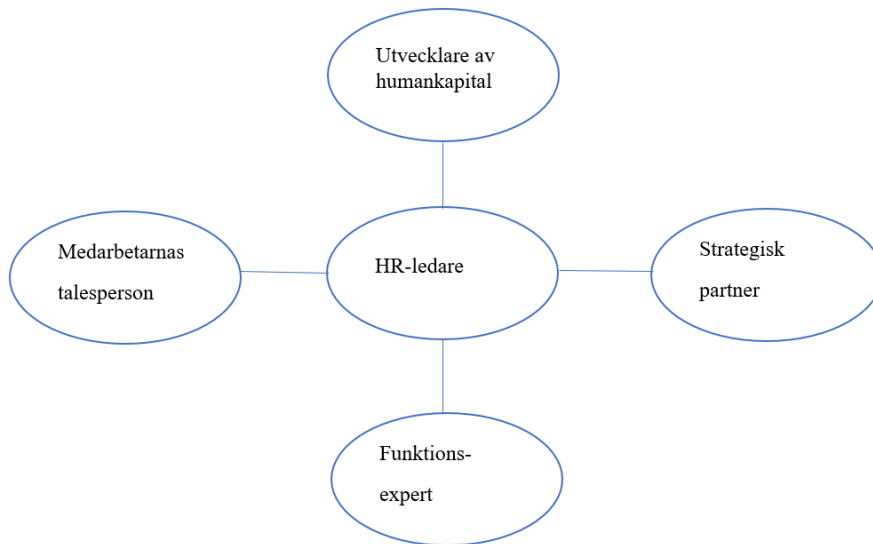 Utvecklare av
humankapital
Medarbetarnas
talesperson
HR-ledare
Strategisk
partner
Funktions-
expert